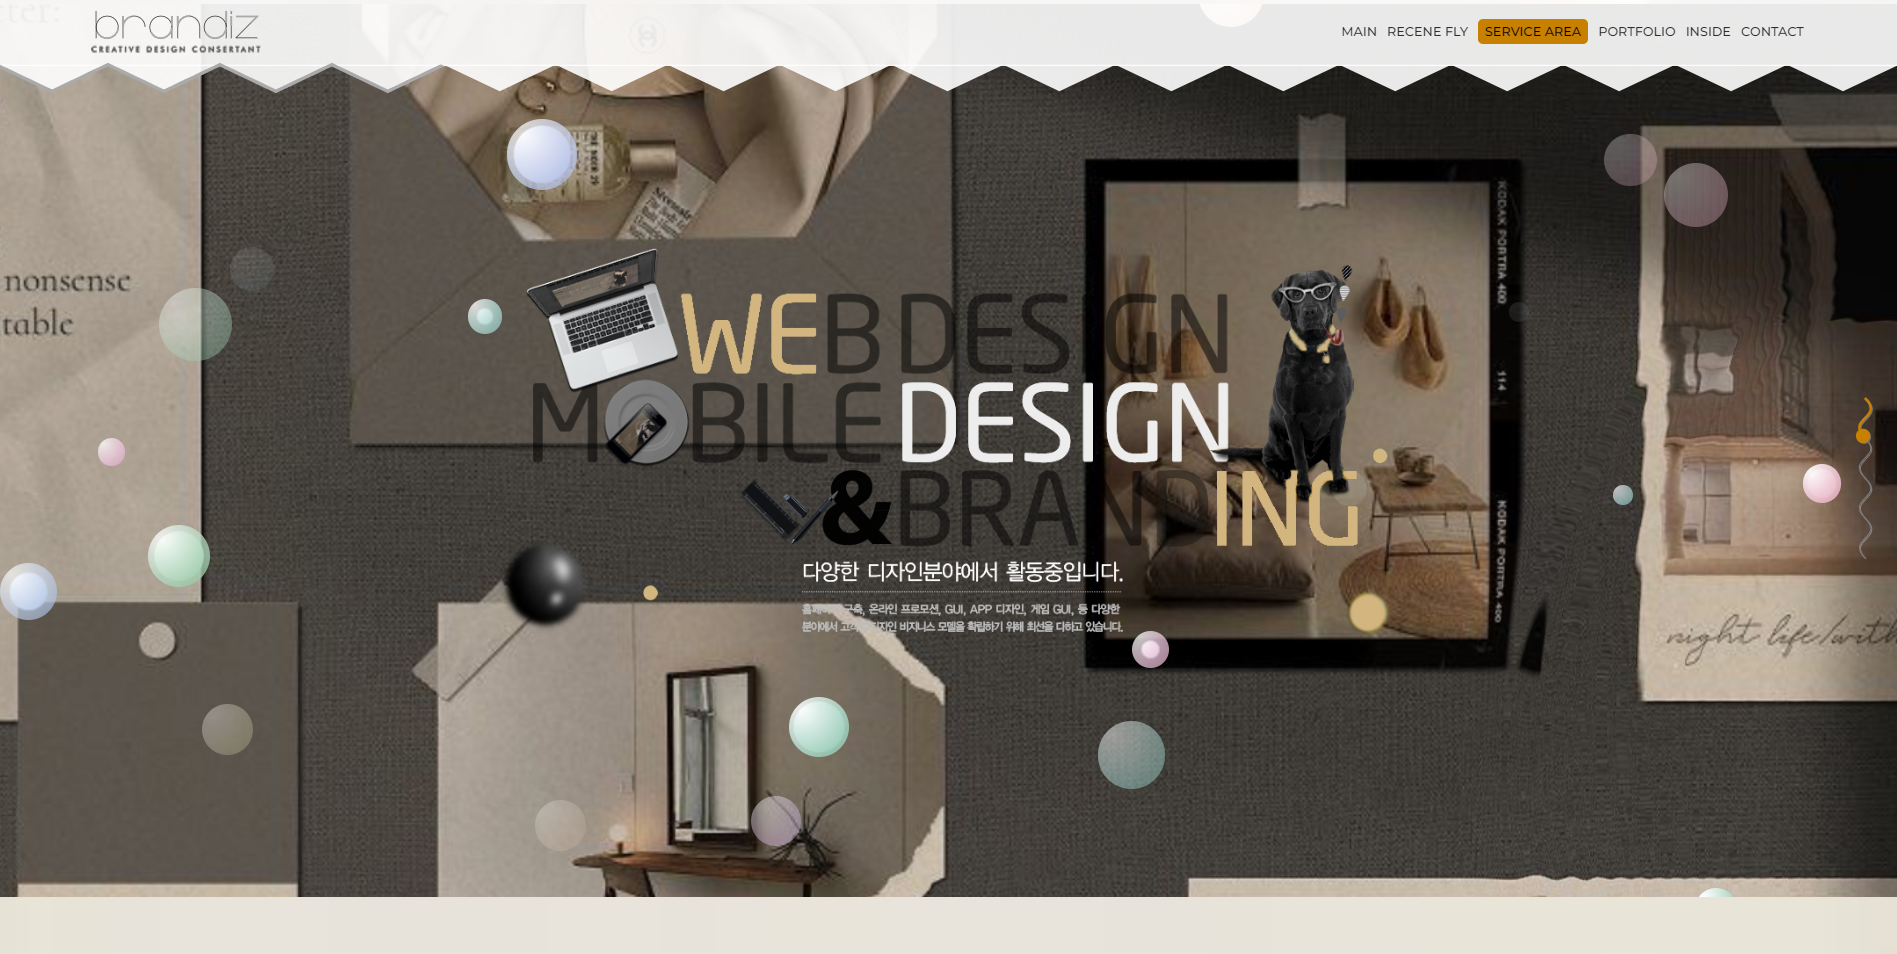 tter:
brandiz
CREATIVE DESIGN CONSERTANT
MAIN RECENE FLY SERVICE AREA PORTFOLIO INSIDE CONTACT
nonsense
table
KODAK PORTRA 400
114
KODAK PORTRA 400
WEBDESIGN
MOBILE DESIGN
&BRANDING
다양한 디자인분야에서 활동중입니다.
홈페이지 구축, 온라인 프로모션, GUI, APP 디자인, 게임 GUI, 등 다양한
분야에서 디자인 비지니스 모델을 확립하기 위해 최선을 다하고 있습니다.
night life/with